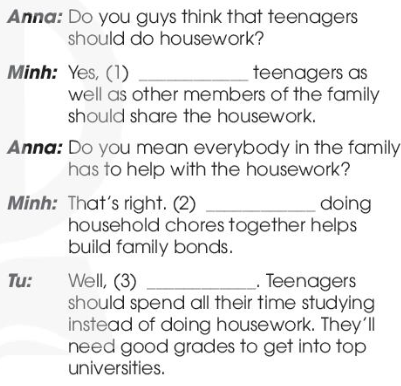 Anna: Do you guys think that teenagers
should do housework?
Minh: Yes, (1) ____________ teenagers as
well as other members of the family
should share the housework.
Anna: Do you mean everybody in the family
has to help with the housework?
Minh: That's right. (2) ____________ doing
household chores together helps
build family bonds.
Tu: Well, (3) ____________. Teenagers
should spend all their time studying
instead of doing housework. They'll
need good grades to get into top
universities.